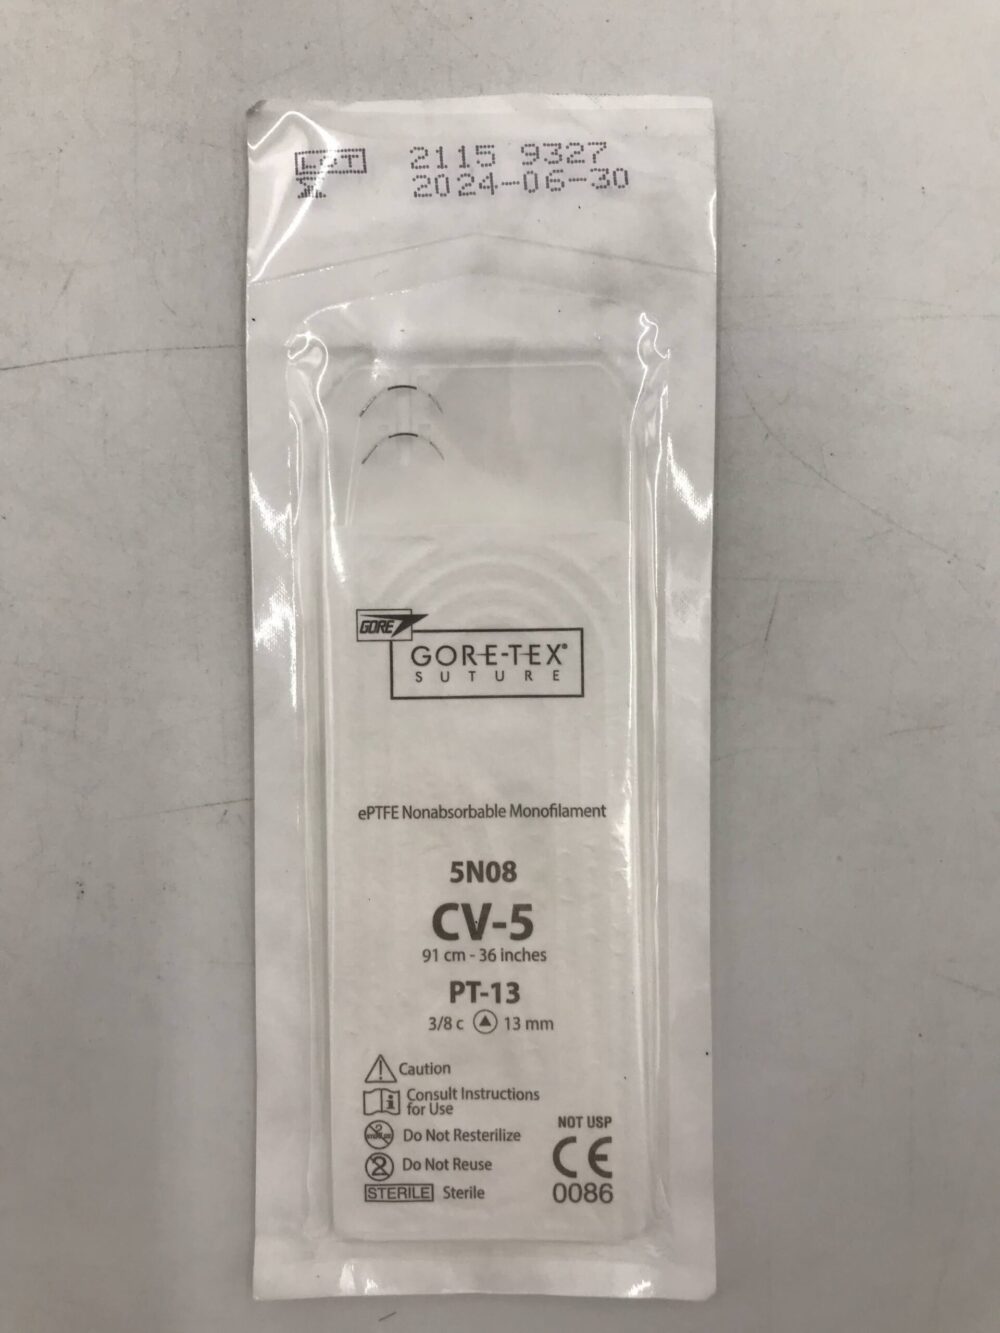 LOT 2115 9327
2024-06-30
GORE
GORE-TEX®
SUTURE
ePTFE Nonabsorbable Monofilament
5N08
CV-5
91 cm - 36 inches
PT-13
3/8 c 13 mm
Caution
i Consult Instructions
for Use
Do Not Resterilize
2 Do Not Reuse
STERILE Sterile
NOT USP
CE
0086